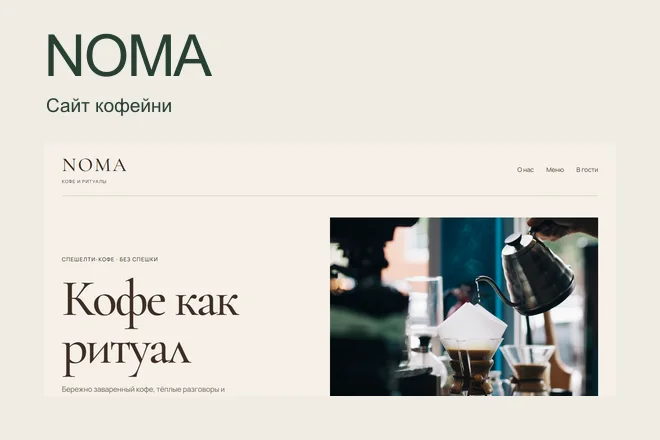 NOMA
Сайт кофейни
NOMA
КОФЕ И РИТУАЛЫ
О нас Меню В гости
СПЕШЕЛТИ-КОФЕ · БЕЗ СПЕШКИ
Кофе как
ритуал
Бережно заваренный кофе, тёплые разговоры и